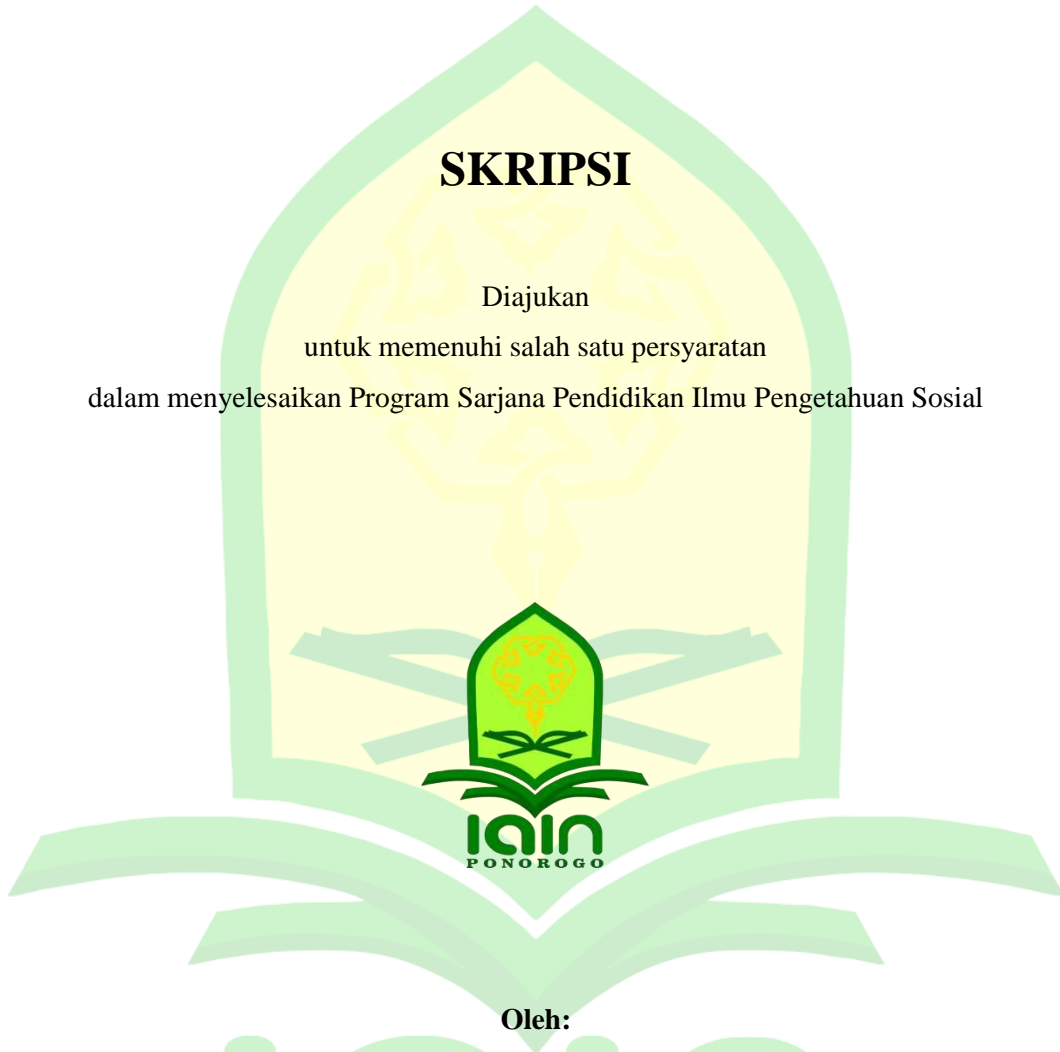 SKRIPSI
Diajukan
untuk memenuhi salah satu persyaratan
dalam menyelesaikan Program Sarjana Pendidikan Ilmu Pengetahuan Sosial
iain
PONOROGO
Oleh: